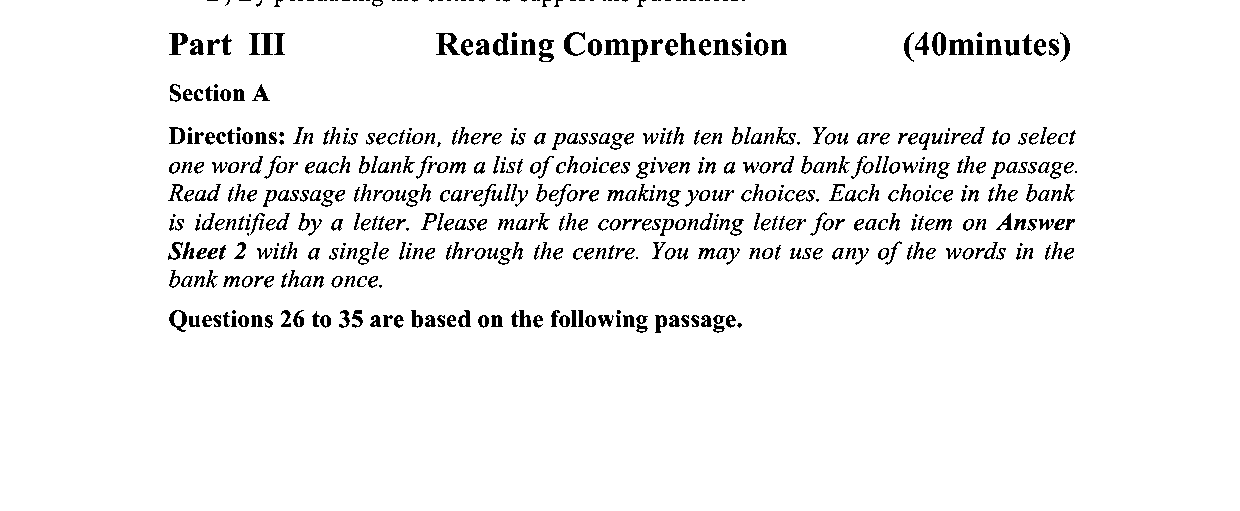 Part III Reading Comprehension (40minutes)
Section A
Directions: In this section, there is a passage with ten blanks. You are required to select
one word for each blank from a list of choices given in a word bank following the passage.
Read the passage through carefully before making your choices. Each choice in the bank
is identified by a letter. Please mark the corresponding letter for each item on Answer
Sheet 2 with a single line through the centre. You may not use any of the words in the
bank more than once.
Questions 26 to 35 are based on the following passage.